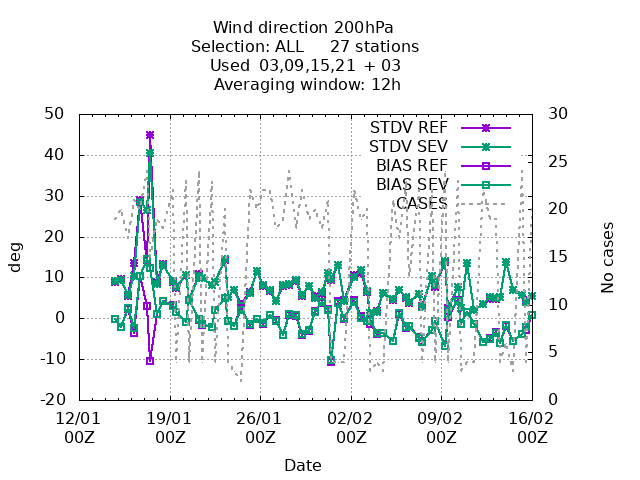 Wind direction 200hPa
Selection: ALL 27 stations
Used 03,09,15,21 + 03
Averaging window: 12h
50
40
30
20
10
0
-10
-20
30
25
20
15
10
5
0
deg
No cases
STDV REF
STDV SEV
BIAS REF
BIAS SEV
CASES
12/01 19/01 26/01 02/02 09/02 16/02
00Z 00Z 00Z 00Z 00Z 00Z
Date